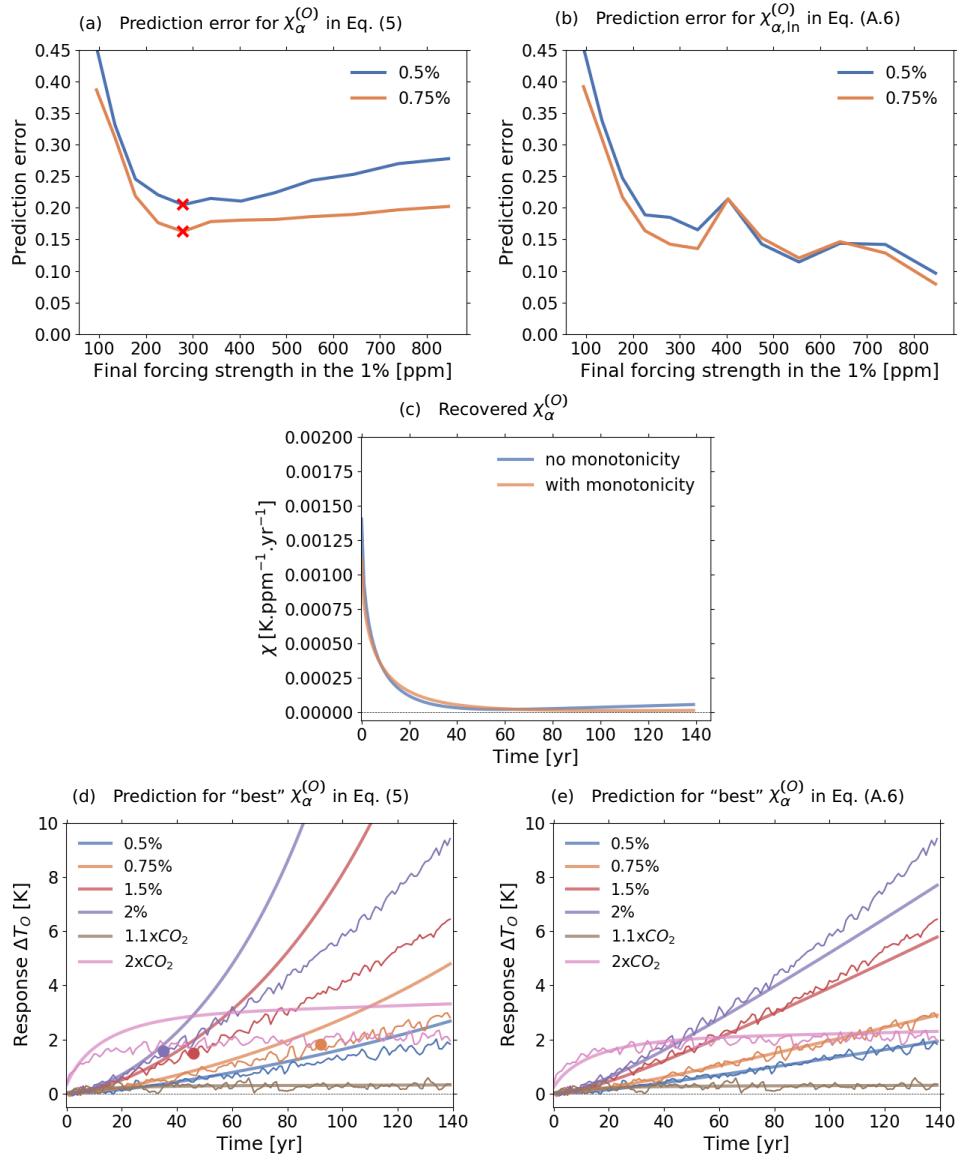 (a) Prediction error for χ_α^(O) in Eq. (5)
0.45
0.40
0.35
0.30
0.25
0.20
0.15
0.10
0.05
0.00
Prediction error
0.5%
0.75%
100 200 300 400 500 600 700 800
Final forcing strength in the 1% [ppm]
(b) Prediction error for χ_α,ln^(O) in Eq. (A.6)
0.45
0.40
0.35
0.30
0.25
0.20
0.15
0.10
0.05
0.00
Prediction error
0.5%
0.75%
100 200 300 400 500 600 700 800
Final forcing strength in the 1% [ppm]
(c) Recovered χ_α^(O)
0.00200
0.00175
0.00150
0.00125
0.00100
0.00075
0.00050
0.00025
0.00000
χ [K.ppm⁻¹.yr⁻¹]
no monotonicity
with monotonicity
0 20 40 60 80 100 120 140
Time [yr]
(d) Prediction for “best” χ_α^(O) in Eq. (5)
10
8
6
4
2
0
Response ΔT_O [K]
0.5%
0.75%
1.5%
2%
1.1xCO₂
2xCO₂
0 20 40 60 80 100 120 140
Time [yr]
(e) Prediction for “best” χ_α^(O) in Eq. (A.6)
10
8
6
4
2
0
Response ΔT_O [K]
0.5%
0.75%
1.5%
2%
1.1xCO₂
2xCO₂
0 20 40 60 80 100 120 140
Time [yr]